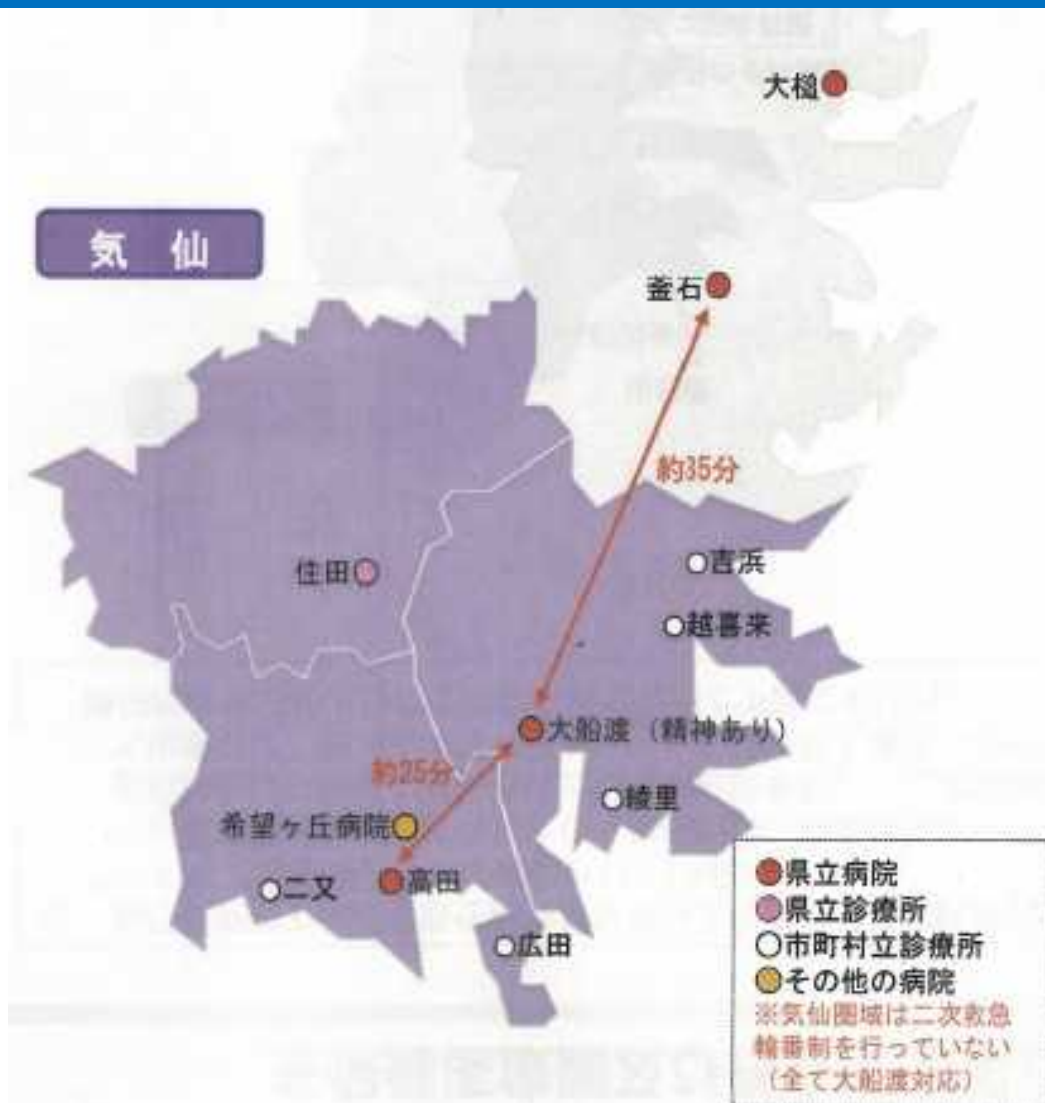 大槌
気 仙
釜石
約35分
吉浜
住田
越喜来
大船渡（精神あり）
約25分
綾里
希望ヶ丘病院
高田
二又
広田
県立病院
県立診療所
市町村立診療所
その他の病院
※気仙圏域は二次救急
輪番制を行っていない
（全て大船渡対応）